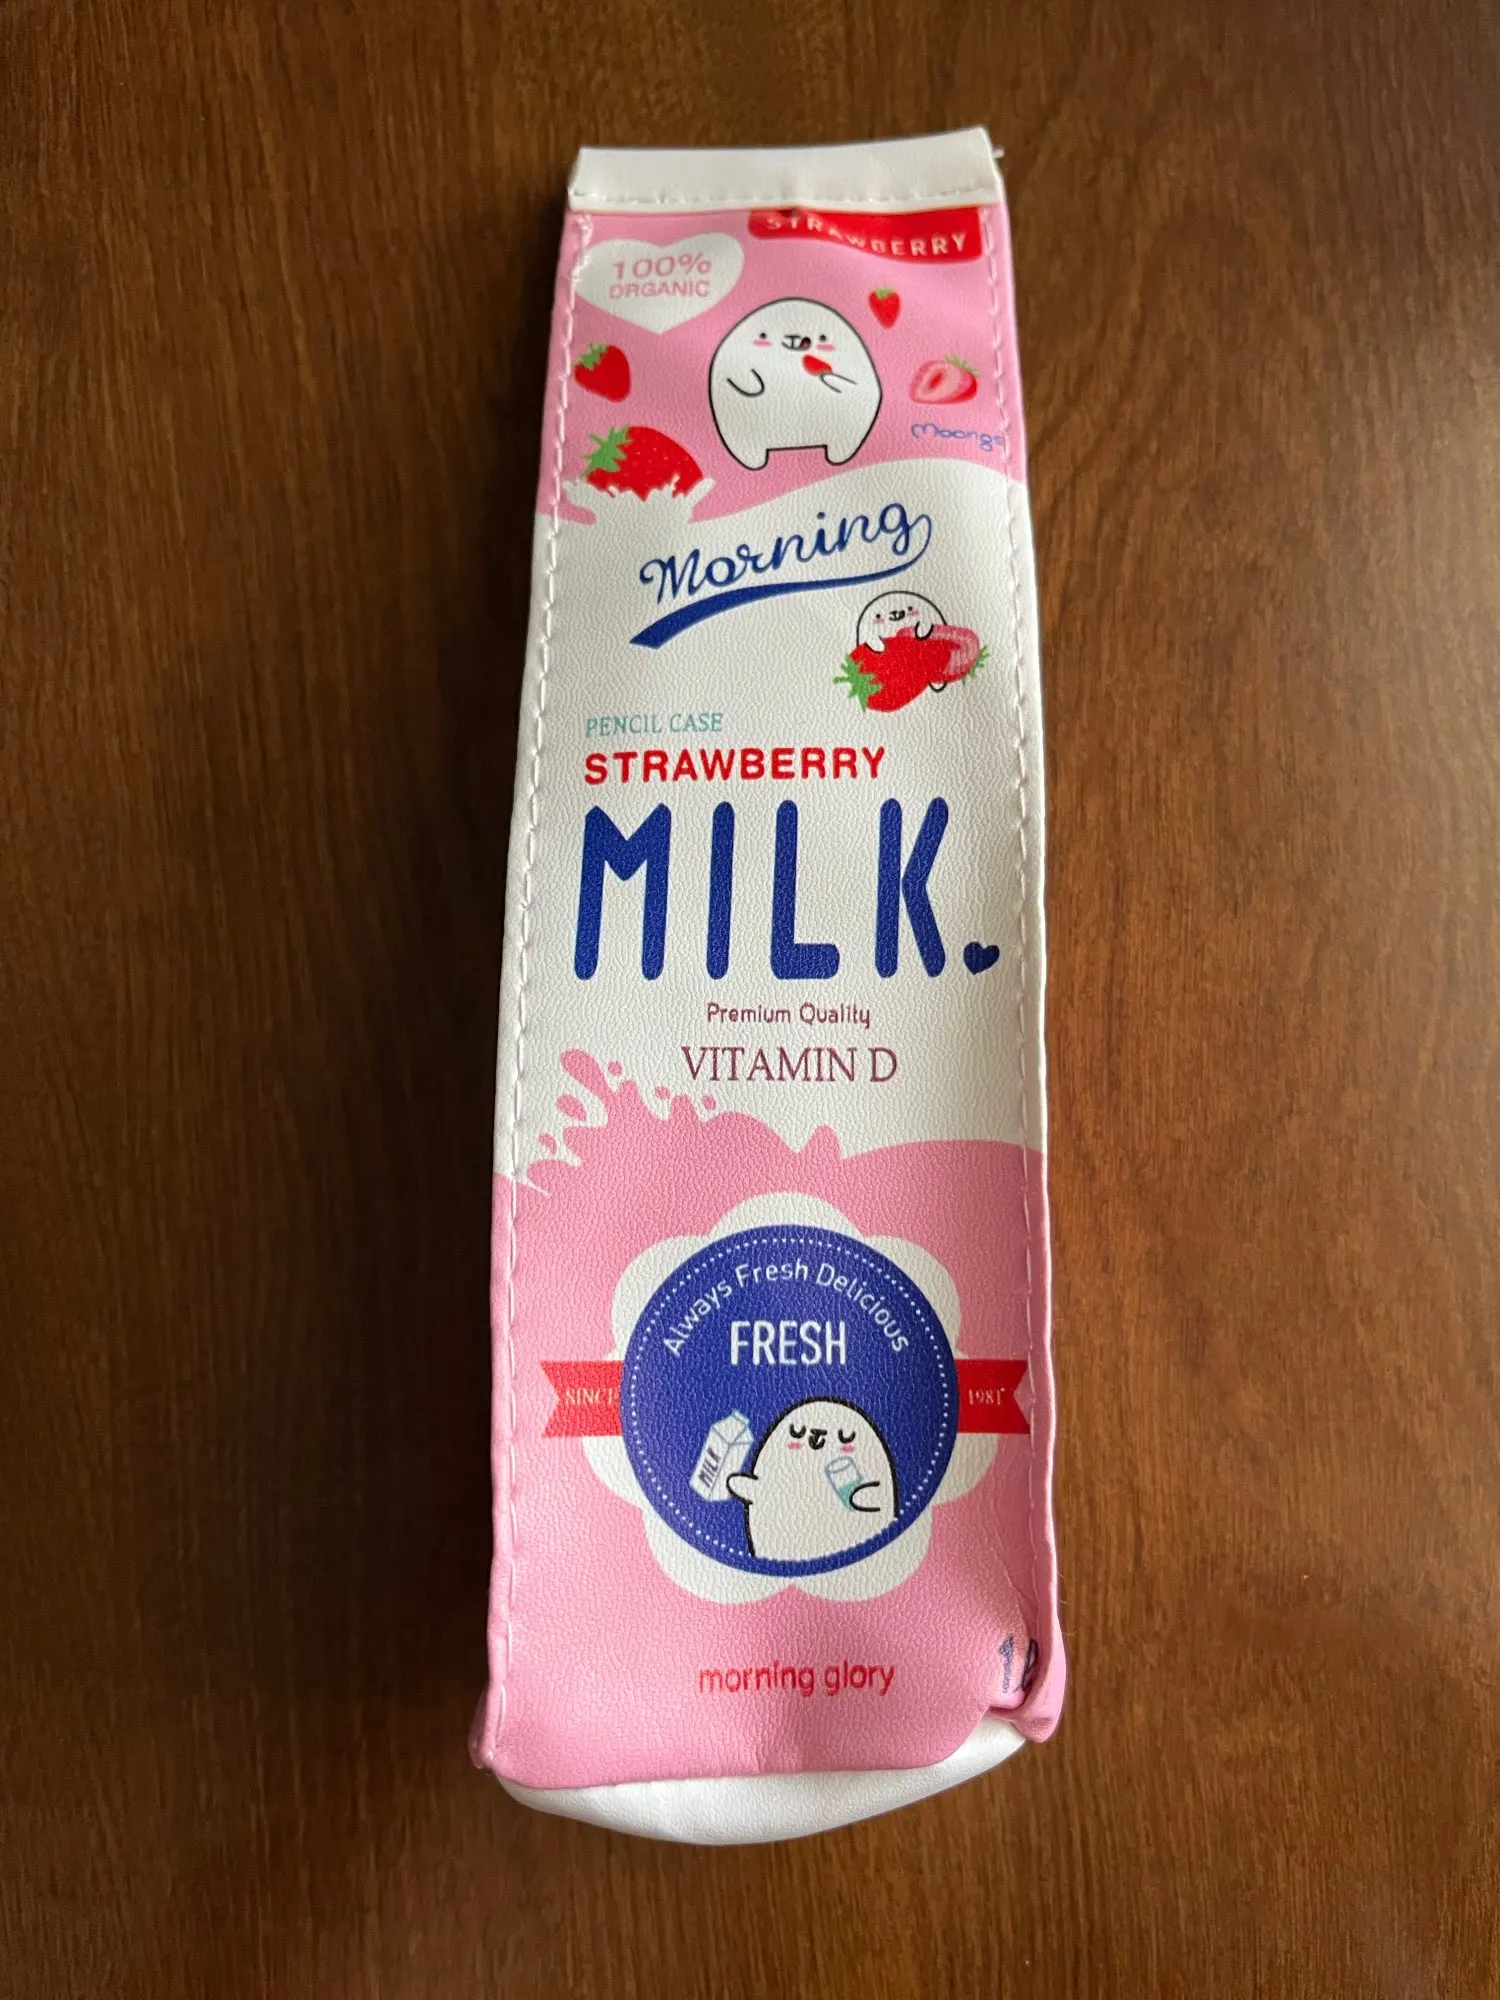 STRAWBERRY
100%
ORGANIC
Morning
PENCIL CASE
STRAWBERRY
MILK.
Premium Quality
VITAMIN D
Always Fresh Delicious
FRESH
SINCE
1981
MILK
morning glory